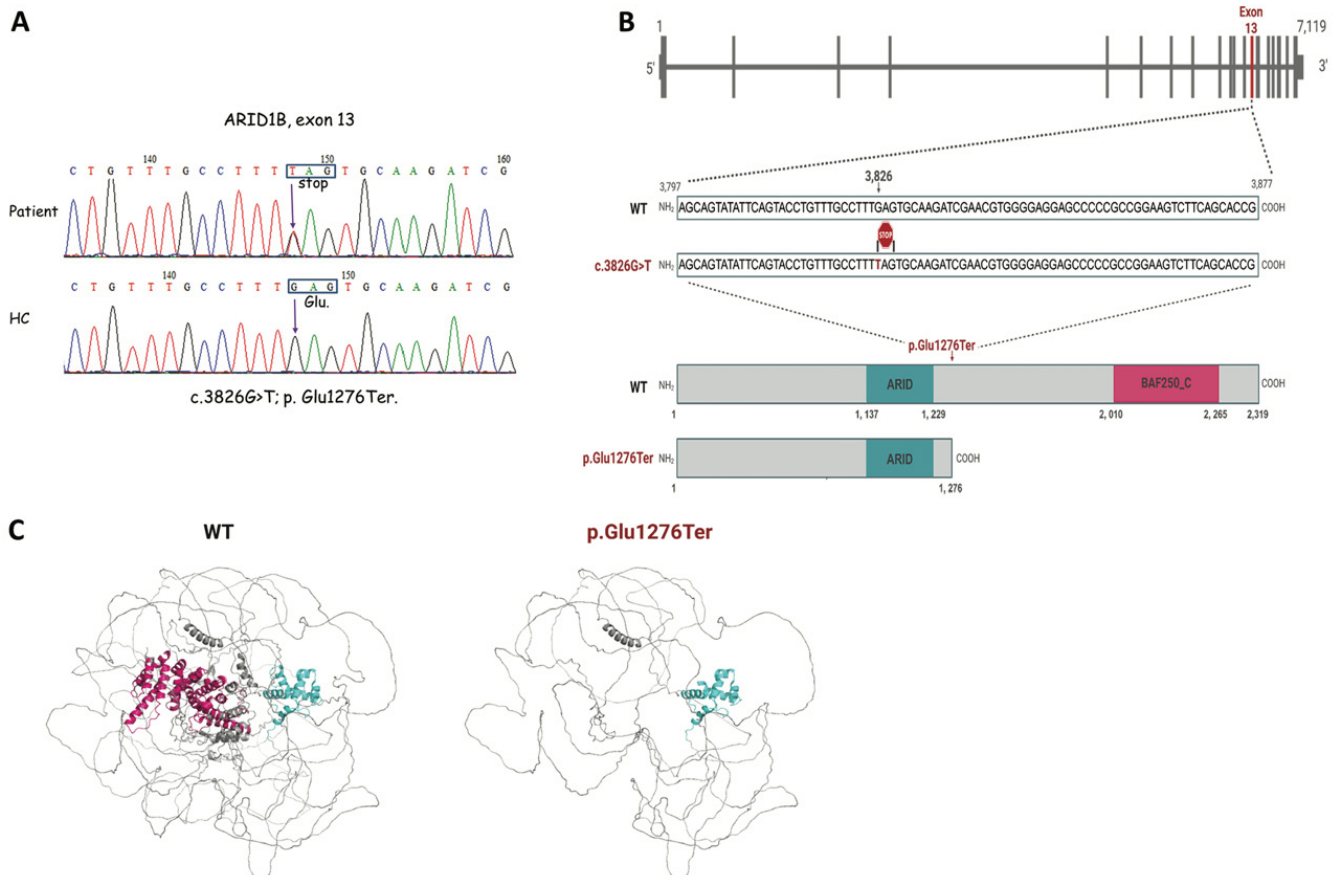 A
ARID1B, exon 13
140 150 160
C T G T T T G C C T T T T A G T G C A A G A T C G
stop
Patient
140 150
C T G T T T G C C T T T G A G T G C A A G A T C G
Glu.
HC
c.3826G>T; p. Glu1276Ter.
B
Exon
13
1 7,119
5' 3'
3,826
3,797 3,877
WT NH2 AGCAGTATATTCAGTACCTGTTTGCCTTTGAGTGCAAGATCGAACGTGGGGAGGAGCCCCCGCCGGAAGTCTTCAGCACCG COOH
STOP
c.3826G>T NH2 AGCAGTATATTCAGTACCTGTTTGCCTTTTAGTGCAAGATCGAACGTGGGGAGGAGCCCCCGCCGGAAGTCTTCAGCACCG COOH
p.Glu1276Ter
WT NH2 ARID BAF250_C COOH
1 1,137 1,229 2,010 2,265 2,319
p.Glu1276Ter NH2 ARID COOH
1 1,276
C
WT p.Glu1276Ter